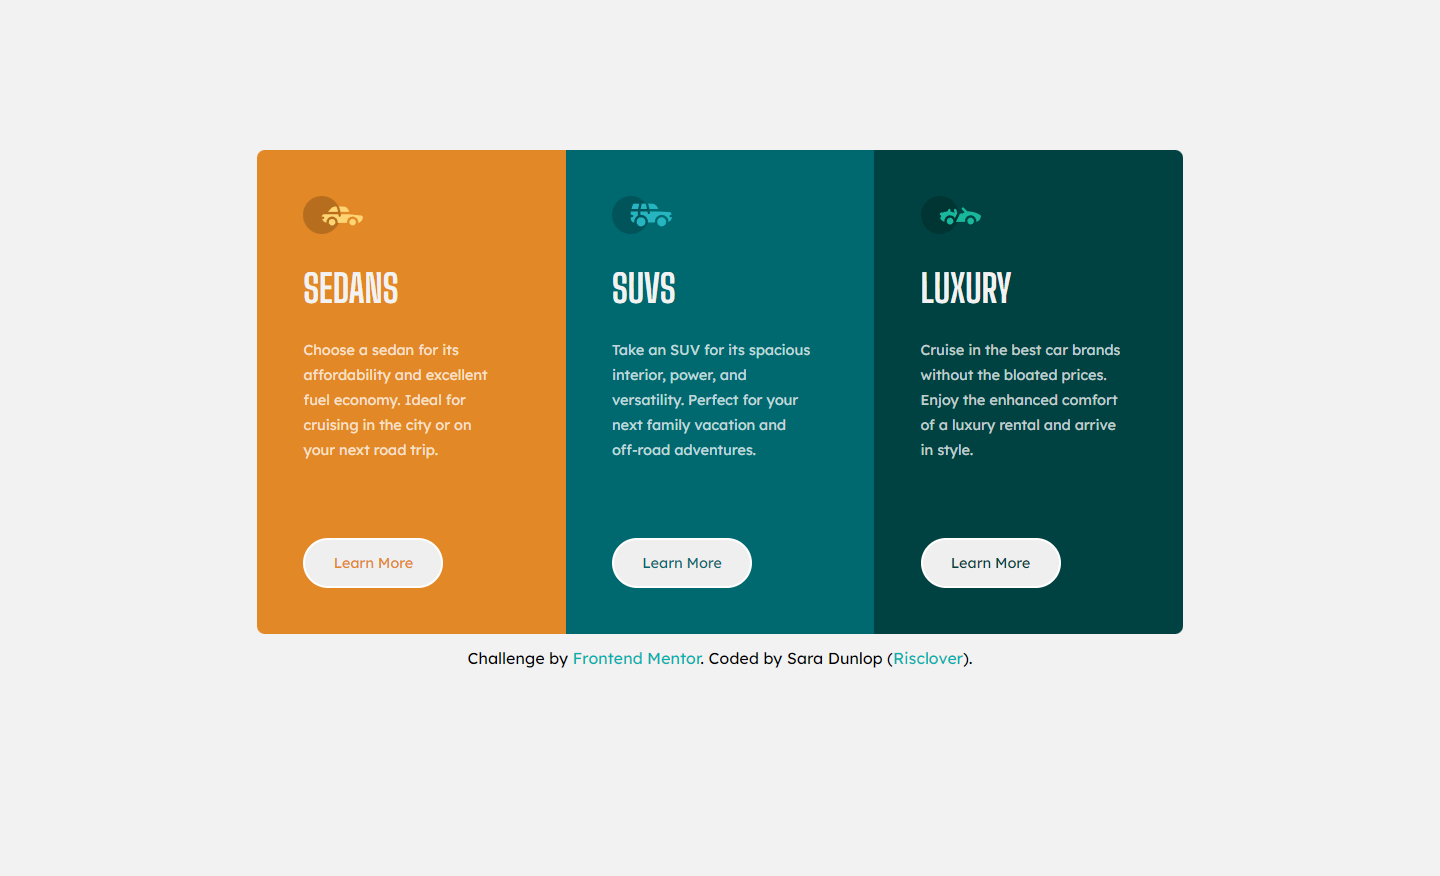 SEDANS
Choose a sedan for its
affordability and excellent
fuel economy. Ideal for
cruising in the city or on
your next road trip.
Learn More
SUVS
Take an SUV for its spacious
interior, power, and
versatility. Perfect for your
next family vacation and
off-road adventures.
Learn More
LUXURY
Cruise in the best car brands
without the bloated prices.
Enjoy the enhanced comfort
of a luxury rental and arrive
in style.
Learn More
Challenge by Frontend Mentor. Coded by Sara Dunlop (Risclover).